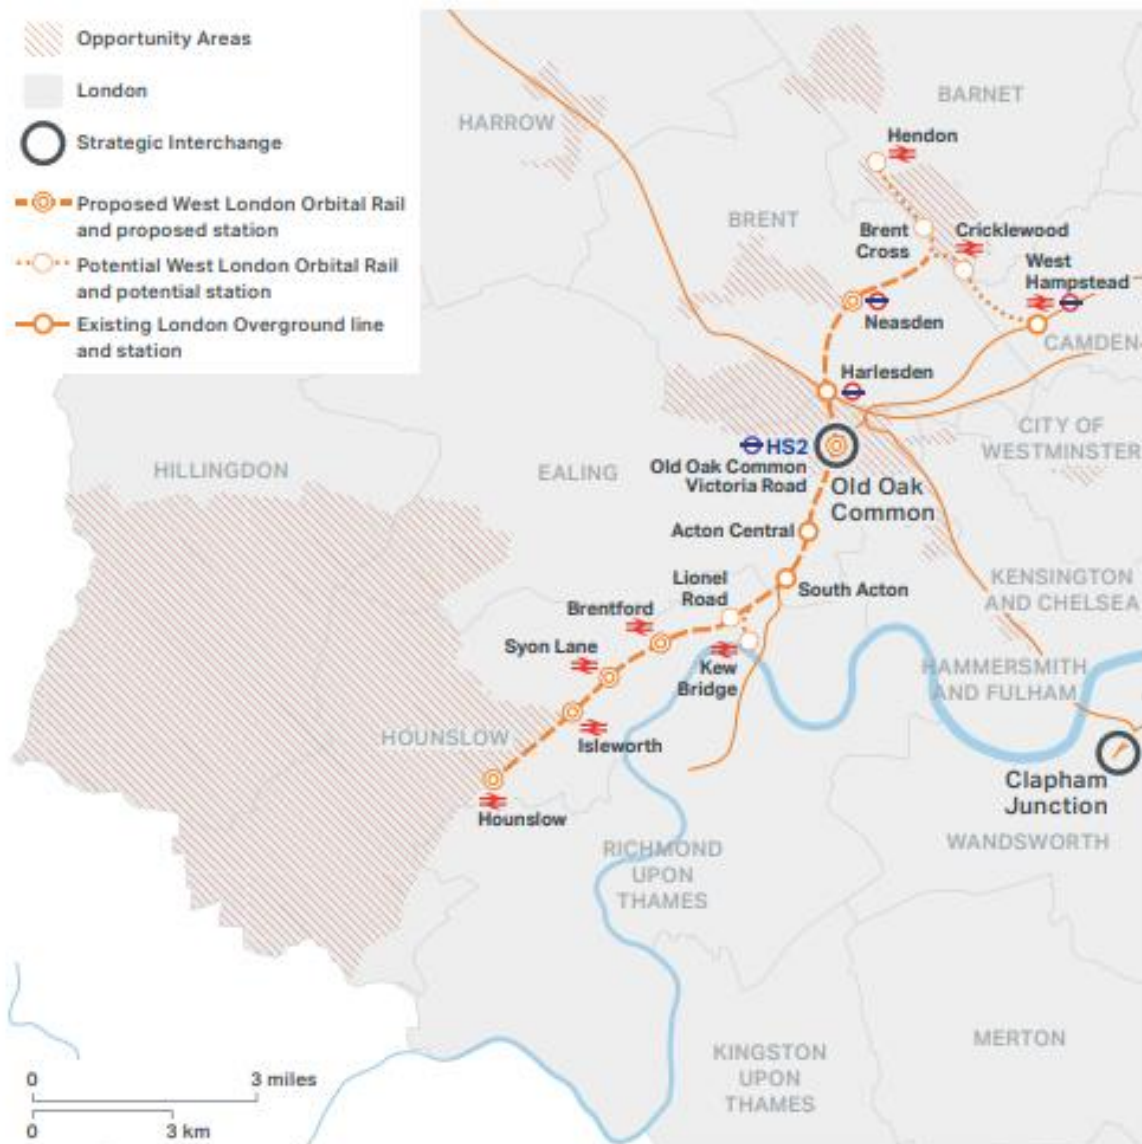 Opportunity Areas
London
Strategic Interchange
Proposed West London Orbital Rail
and proposed station
Potential West London Orbital Rail
and potential station
Existing London Overground line
and station
HARROW
BARNET
Hendon
BRENT
Brent
Cross
Cricklewood
West
Hampstead
Neasden
CAMDEN
Harlesden
CITY OF
WESTMINSTER
HILLINGDON
EALING
HS2
Old Oak Common
Victoria Road
Old Oak
Common
Acton Central
Lionel
Road
South Acton
KENSINGTON
AND CHELSEA
Brentford
Syon Lane
Kew
Bridge
HAMMERSMITH
AND FULHAM
HOUNSLOW
Isleworth
Hounslow
Clapham
Junction
WANDSWORTH
RICHMOND
UPON
THAMES
MERTON
KINGSTON
UPON
THAMES
0 3 miles
0 3 km